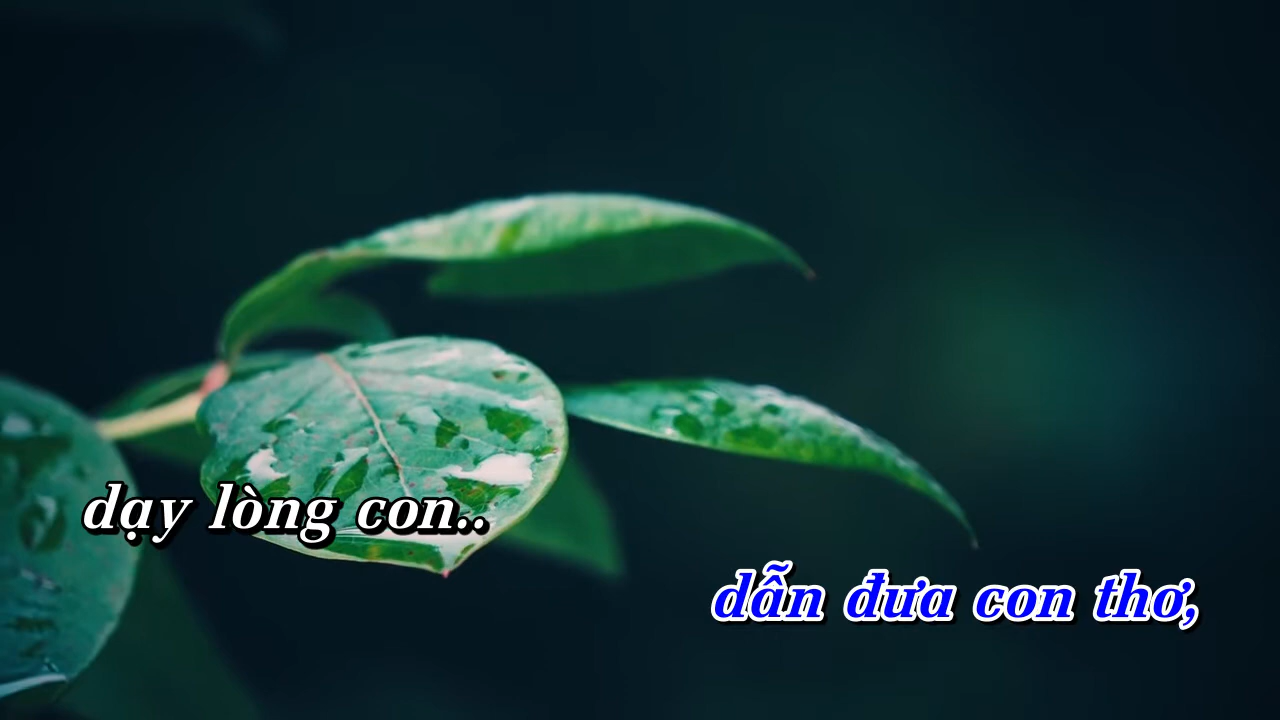 dạy lòng con..
dẫn đưa con thơ,